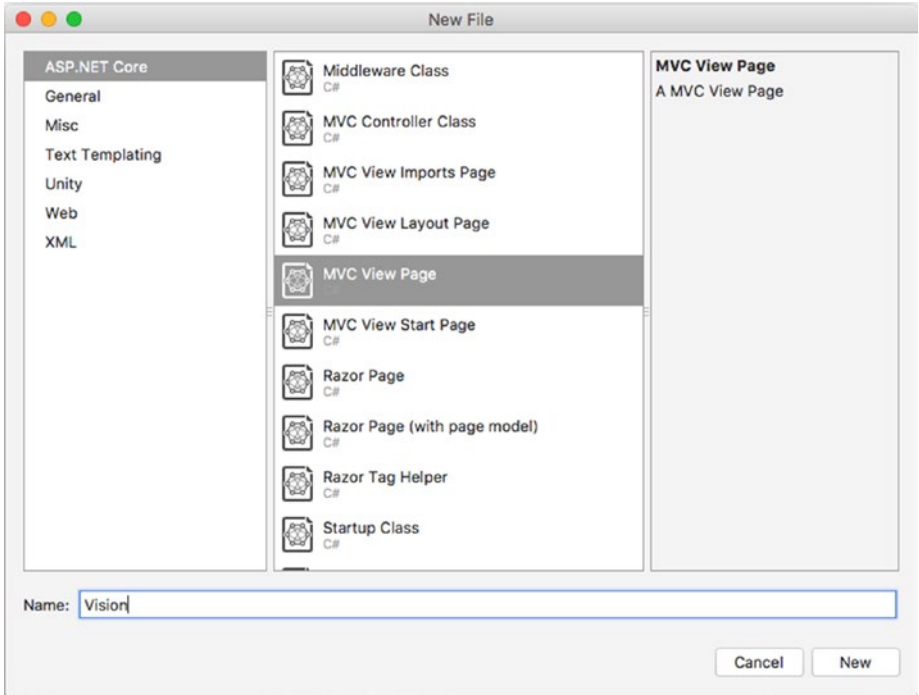 New File
ASP.NET Core
General
Misc
Text Templating
Unity
Web
XML
Middleware Class
C#
MVC Controller Class
C#
MVC View Imports Page
C#
MVC View Layout Page
C#
MVC View Page
C#
MVC View Start Page
C#
Razor Page
C#
Razor Page (with page model)
C#
Razor Tag Helper
C#
Startup Class
C#
MVC View Page
A MVC View Page
Name: Vision
Cancel New